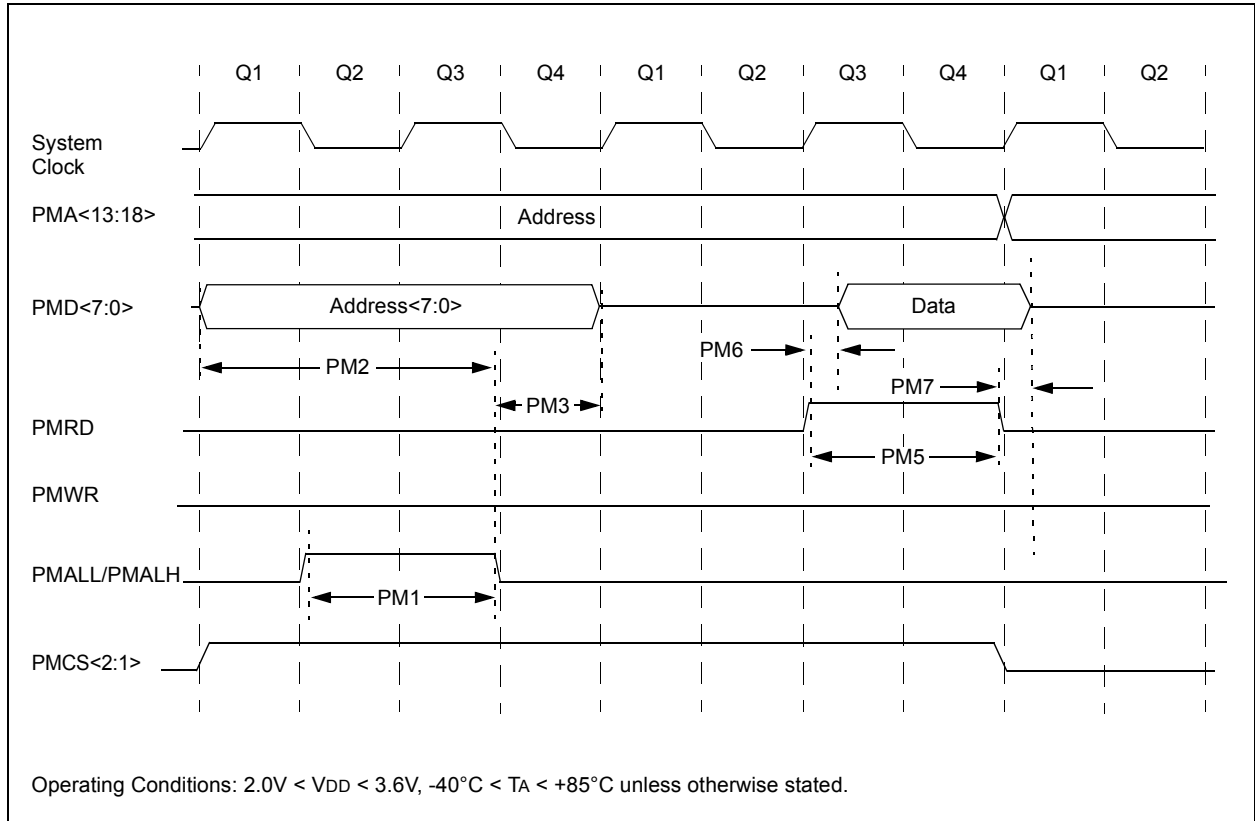 Q1 Q2 Q3 Q4 Q1 Q2 Q3 Q4 Q1 Q2
System
Clock
PMA<13:18>
Address
PMD<7:0>
Address<7:0>
Data
PM6
PM2
PM7
PM3
PMRD
PM5
PMWR
PMALL/PMALH
PM1
PMCS<2:1>
Operating Conditions: 2.0V < VDD < 3.6V, -40°C < TA < +85°C unless otherwise stated.